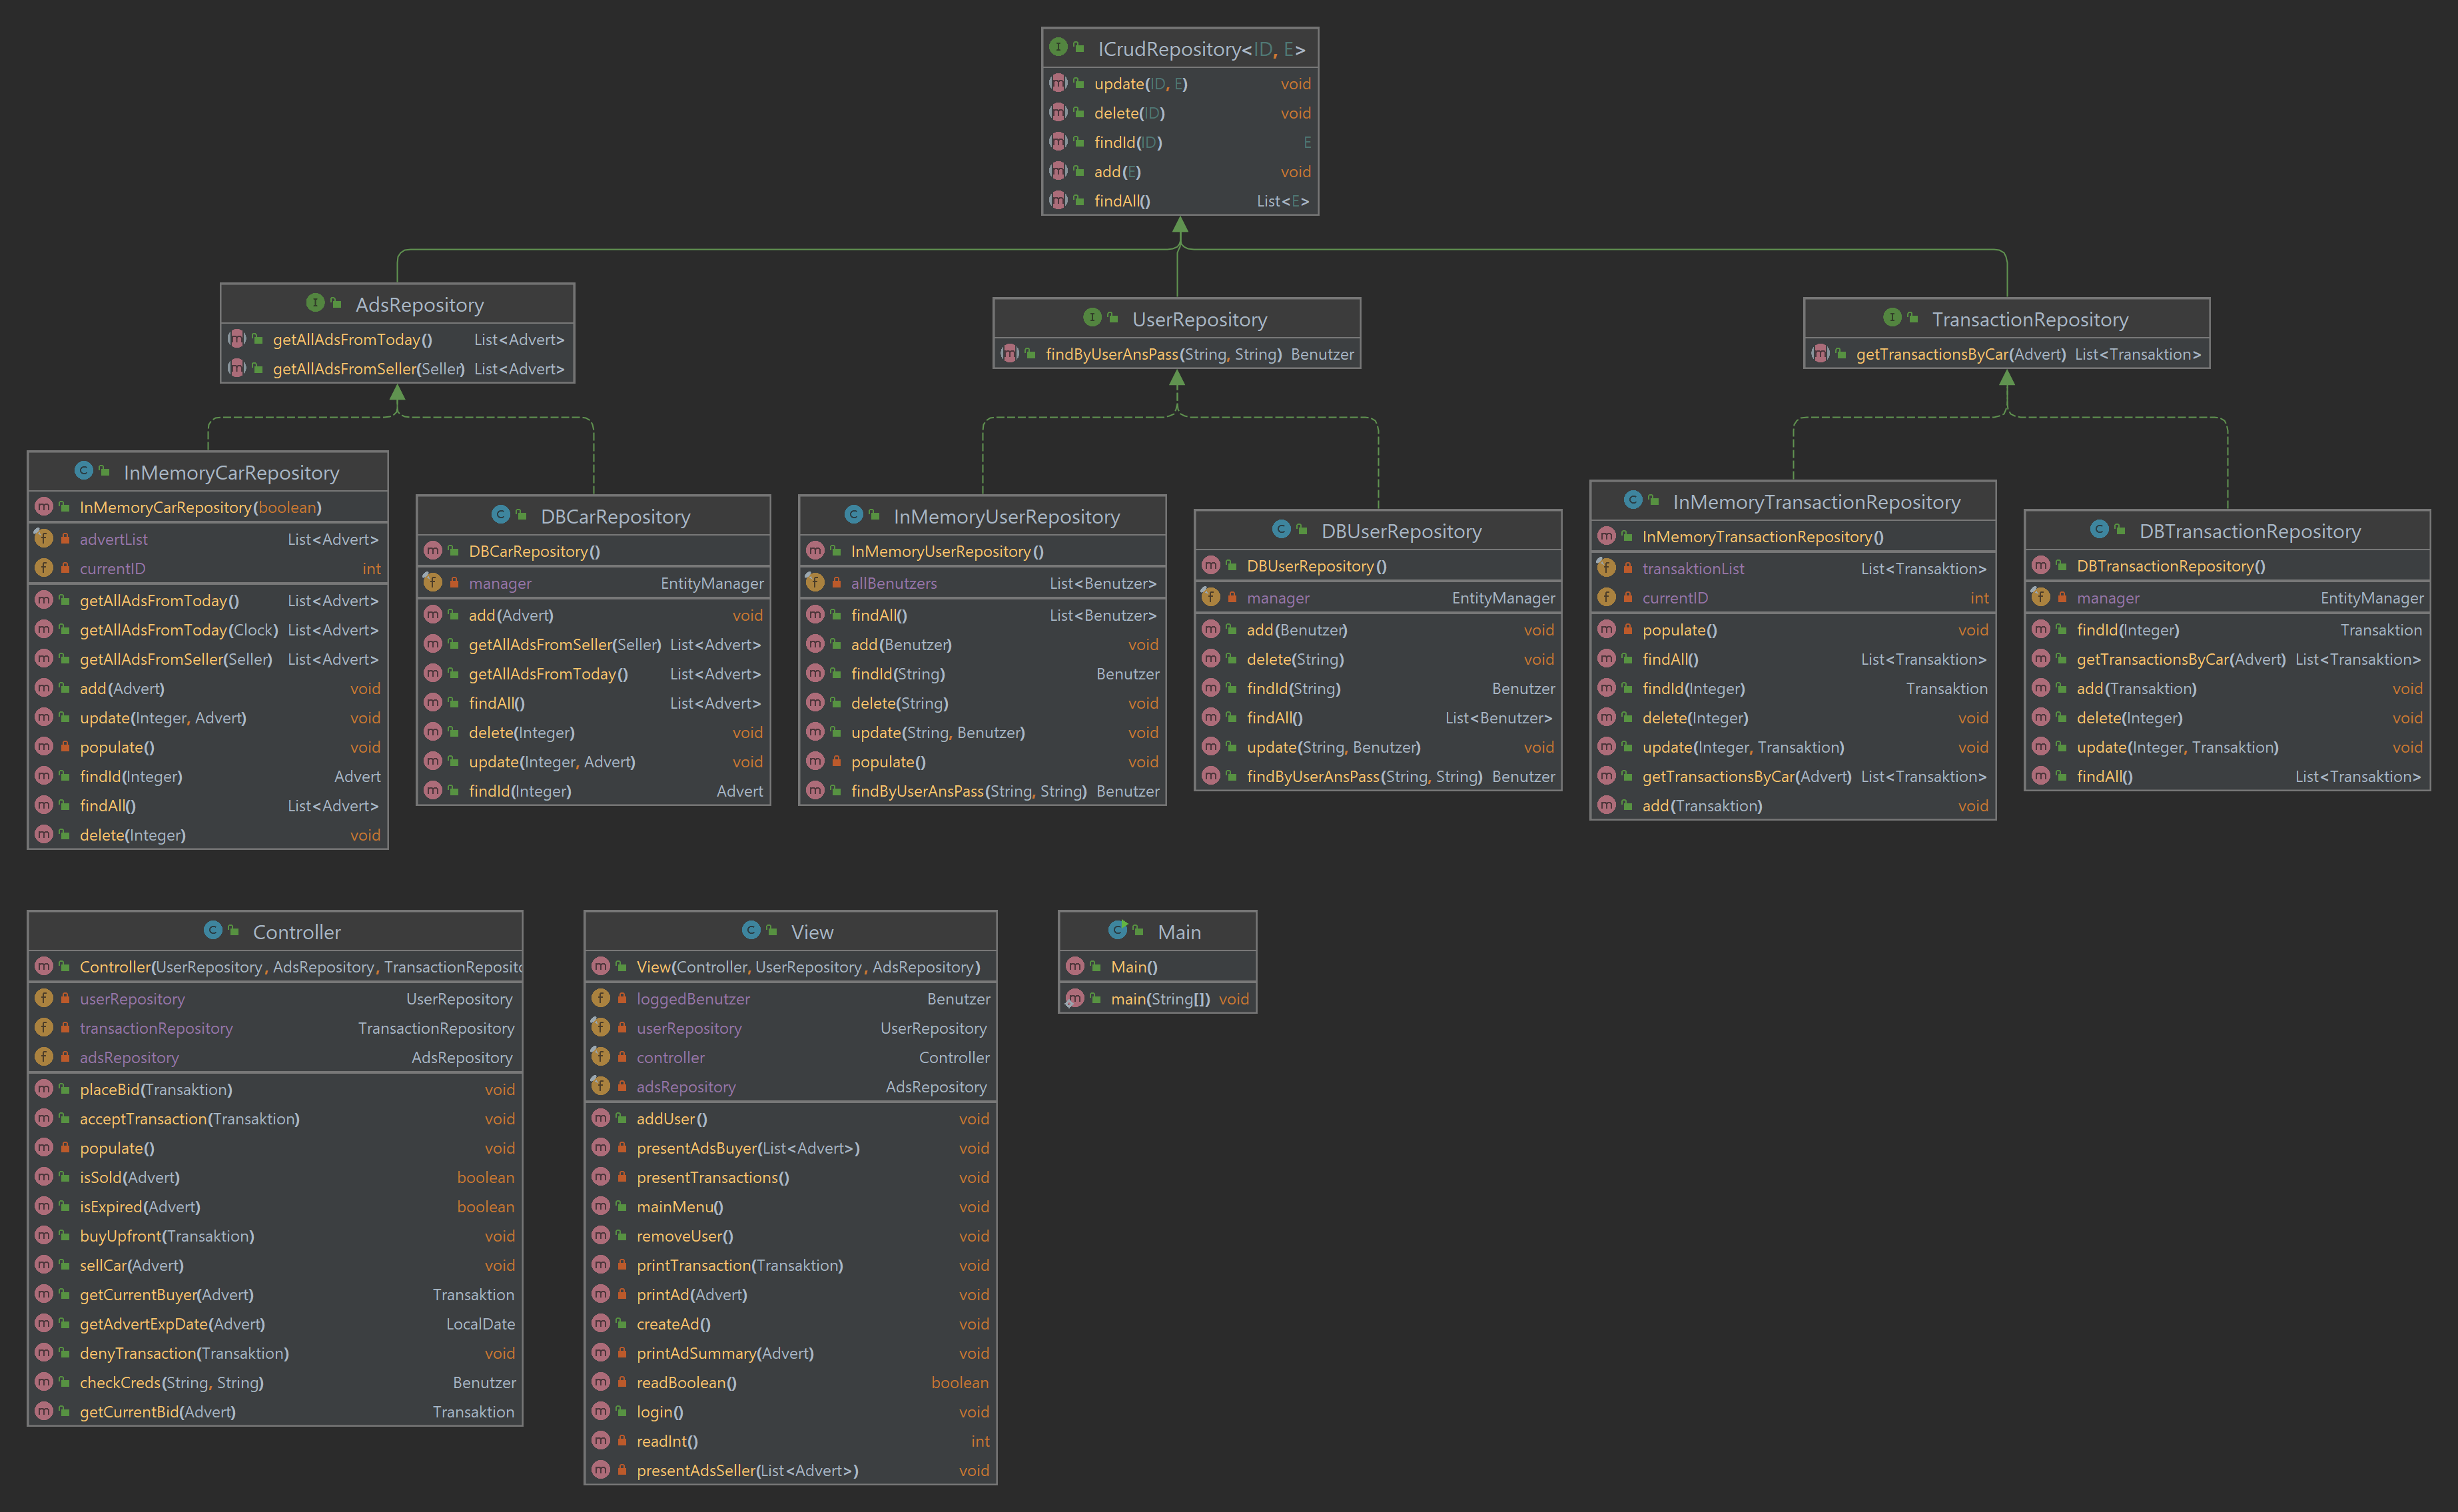 ICrudRepository<ID, E>
update(ID, E) void
delete(ID) void
findId(ID) E
add(E) void
findAll() List<E>
AdsRepository
getAllAdsFromToday() List<Advert>
getAllAdsFromSeller(Seller) List<Advert>
UserRepository
findByUserAnsPass(String, String) Benutzer
TransactionRepository
getTransactionsByCar(Advert) List<Transaktion>
InMemoryCarRepository
InMemoryCarRepository(boolean)
advertList List<Advert>
currentID int
getAllAdsFromToday() List<Advert>
getAllAdsFromToday(Clock) List<Advert>
getAllAdsFromSeller(Seller) List<Advert>
add(Advert) void
update(Integer, Advert) void
populate() void
findId(Integer) Advert
findAll() List<Advert>
delete(Integer) void
DBCarRepository
DBCarRepository()
manager EntityManager
add(Advert) void
getAllAdsFromSeller(Seller) List<Advert>
getAllAdsFromToday() List<Advert>
findAll() List<Advert>
delete(Integer) void
update(Integer, Advert) void
findId(Integer) Advert
InMemoryUserRepository
InMemoryUserRepository()
allBenutzers List<Benutzer>
findAll() List<Benutzer>
add(Benutzer) void
findId(String) Benutzer
delete(String) void
update(String, Benutzer) void
populate() void
findByUserAnsPass(String, String) Benutzer
DBUserRepository
DBUserRepository()
manager EntityManager
add(Benutzer) void
delete(String) void
findId(String) Benutzer
findAll() List<Benutzer>
update(String, Benutzer) void
findByUserAnsPass(String, String) Benutzer
InMemoryTransactionRepository
InMemoryTransactionRepository()
transaktionList List<Transaktion>
currentID int
populate() void
findAll() List<Transaktion>
findId(Integer) Transaktion
delete(Integer) void
update(Integer, Transaktion) void
getTransactionsByCar(Advert) List<Transaktion>
add(Transaktion) void
DBTransactionRepository
DBTransactionRepository()
manager EntityManager
findId(Integer) Transaktion
getTransactionsByCar(Advert) List<Transaktion>
add(Transaktion) void
delete(Integer) void
update(Integer, Transaktion) void
findAll() List<Transaktion>
Controller
Controller(UserRepository, AdsRepository, TransactionReposito
userRepository UserRepository
transactionRepository TransactionRepository
adsRepository AdsRepository
placeBid(Transaktion) void
acceptTransaction(Transaktion) void
populate() void
isSold(Advert) boolean
isExpired(Advert) boolean
buyUpfront(Transaktion) void
sellCar(Advert) void
getCurrentBuyer(Advert) Transaktion
getAdvertExpDate(Advert) LocalDate
denyTransaction(Transaktion) void
checkCreds(String, String) Benutzer
getCurrentBid(Advert) Transaktion
View
View(Controller, UserRepository, AdsRepository)
loggedBenutzer Benutzer
userRepository UserRepository
controller Controller
adsRepository AdsRepository
addUser() void
presentAdsBuyer(List<Advert>) void
presentTransactions() void
mainMenu() void
removeUser() void
printTransaction(Transaktion) void
printAd(Advert) void
createAd() void
printAdSummary(Advert) void
readBoolean() boolean
login() void
readInt() int
presentAdsSeller(List<Advert>) void
Main
Main()
main(String[]) void